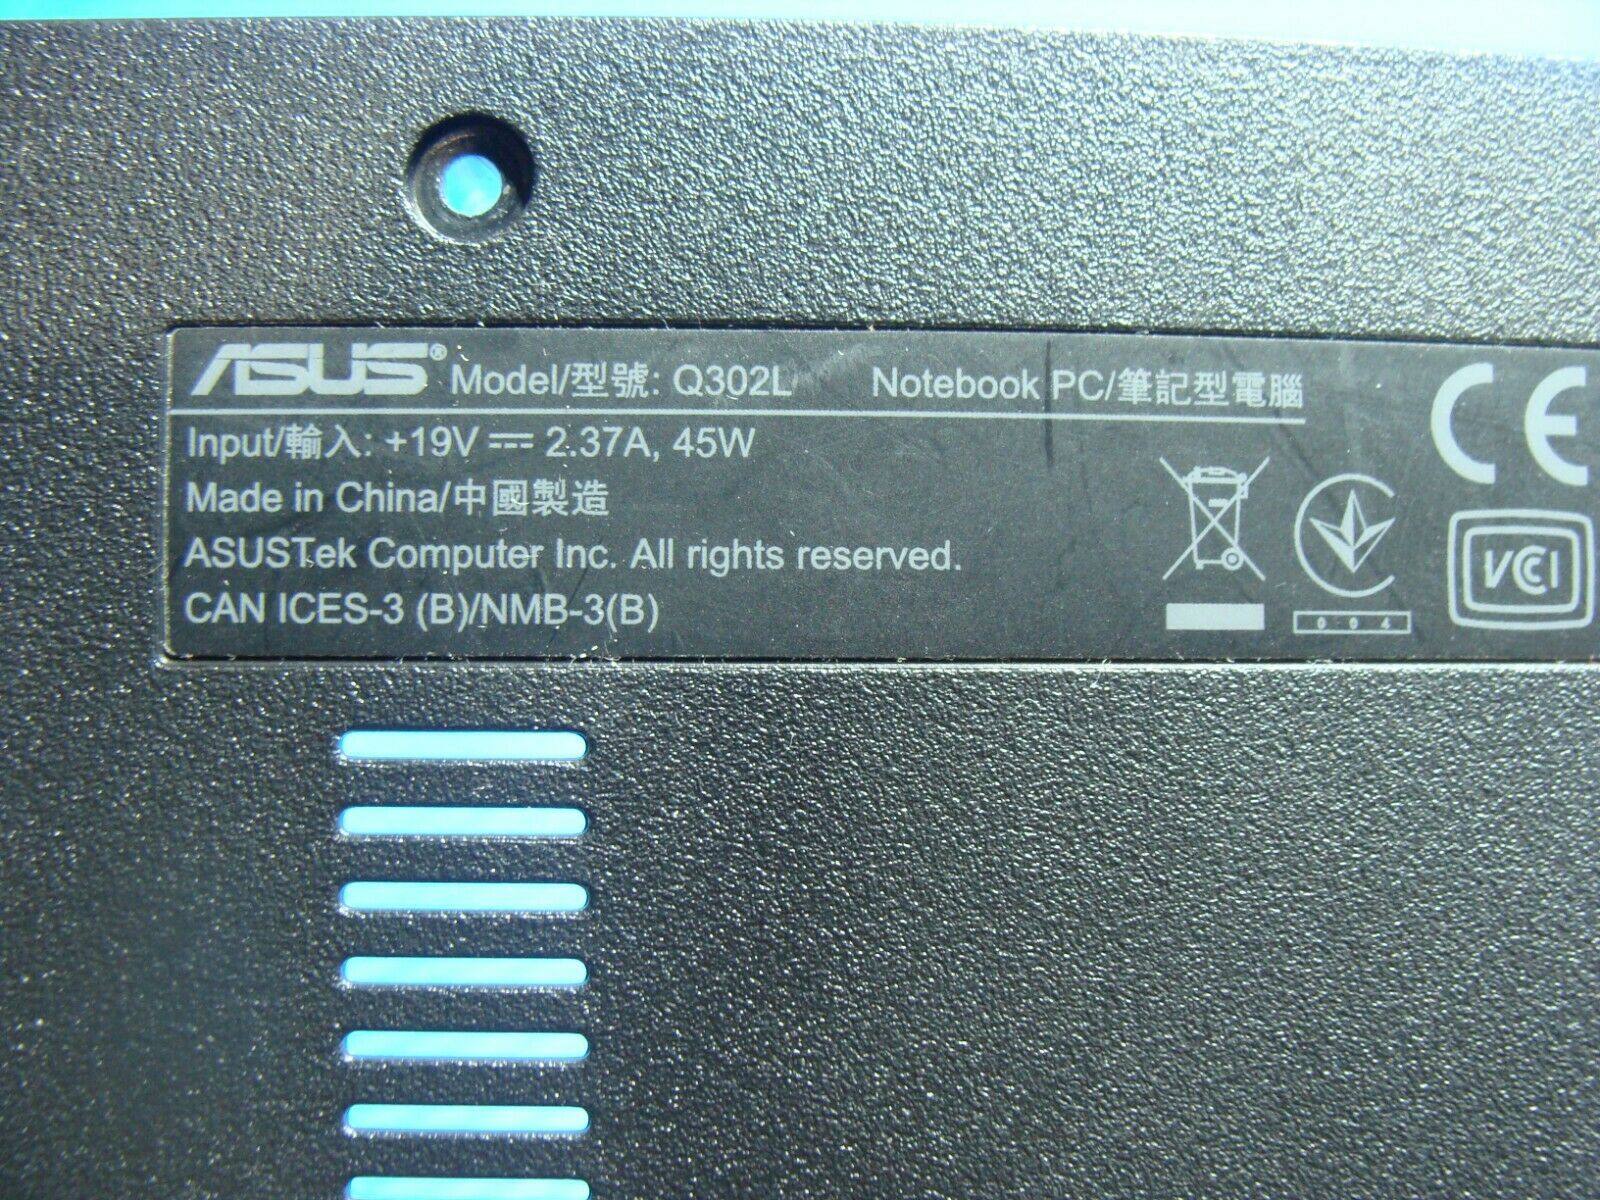 ASUS® Model/型號: Q302L Notebook PC/筆記型電腦
Input/輸入: +19V ⎓ 2.37A, 45W
Made in China/中國製造
ASUSTek Computer Inc. All rights reserved.
CAN ICES-3 (B)/NMB-3(B)
CE
VCCI
004